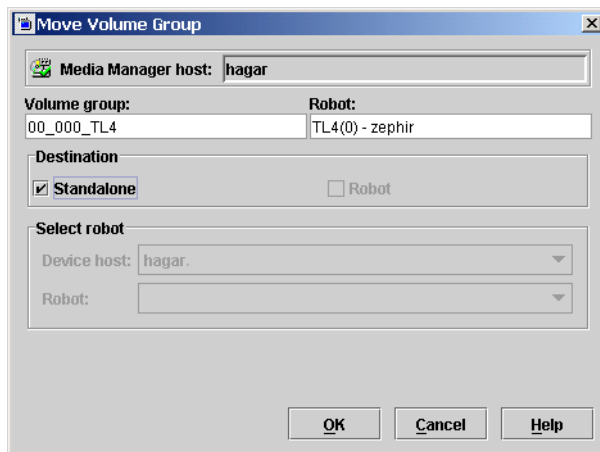 Move Volume Group
Media Manager host: hagar
Volume group: Robot:
00_000_TL4 TL4(0) - zephir
Destination
Standalone Robot
Select robot
Device host: hagar.
Robot:
OK Cancel Help